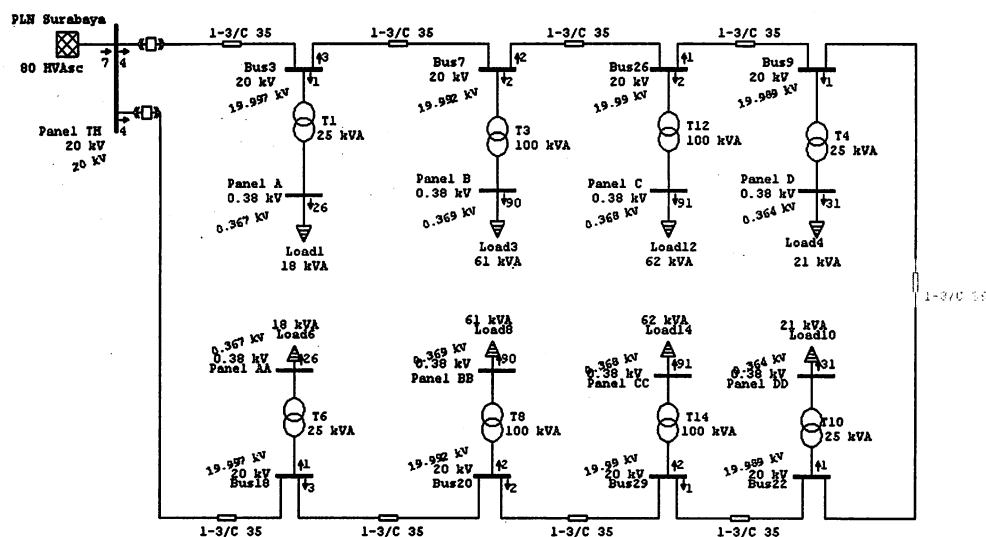 PLN Surabaya
80 HVAsc
7 4
4
Panel TH
20 kV
20 kV
1-3/C 35
1-3/C 35
1-3/C 35
1-3/C 35
3
Bus3
20 kV
1
19.997 kV
T1
25 kVA
Panel A
0.38 kV
26
0.367 kV
Load1
18 kVA
2
Bus7
20 kV
2
19.992 kV
T3
100 kVA
Panel B
0.38 kV
90
0.369 kV
Load3
61 kVA
1
Bus26
20 kV
2
19.99 kV
T12
100 kVA
Panel C
0.38 kV
91
0.368 kV
Load12
62 kVA
Bus9
20 kV
1
19.989 kV
T4
25 kVA
Panel D
0.38 kV
31
0.364 kV
Load4
21 kVA
18 kVA
Load6
0.367 kV
0.38 kV
26
Panel AA
T6
25 kVA
19.997 kV
20 kV
1
Bus18
3
61 kVA
Load8
0.369 kV
0.38 kV
90
Panel BB
T8
100 kVA
19.992 kV
20 kV
2
Bus20
2
62 kVA
Load14
0.368 kV
0.38 kV
91
Panel CC
T14
100 kVA
19.99 kV
20 kV
2
Bus29
1
21 kVA
Load10
0.364 kV
0.38 kV
31
Panel DD
T10
25 kVA
19.989 kV
20 kV
1
Bus22
1-3/C
1-3/C 35
1-3/C 35
1-3/C 35
1-3/C 35